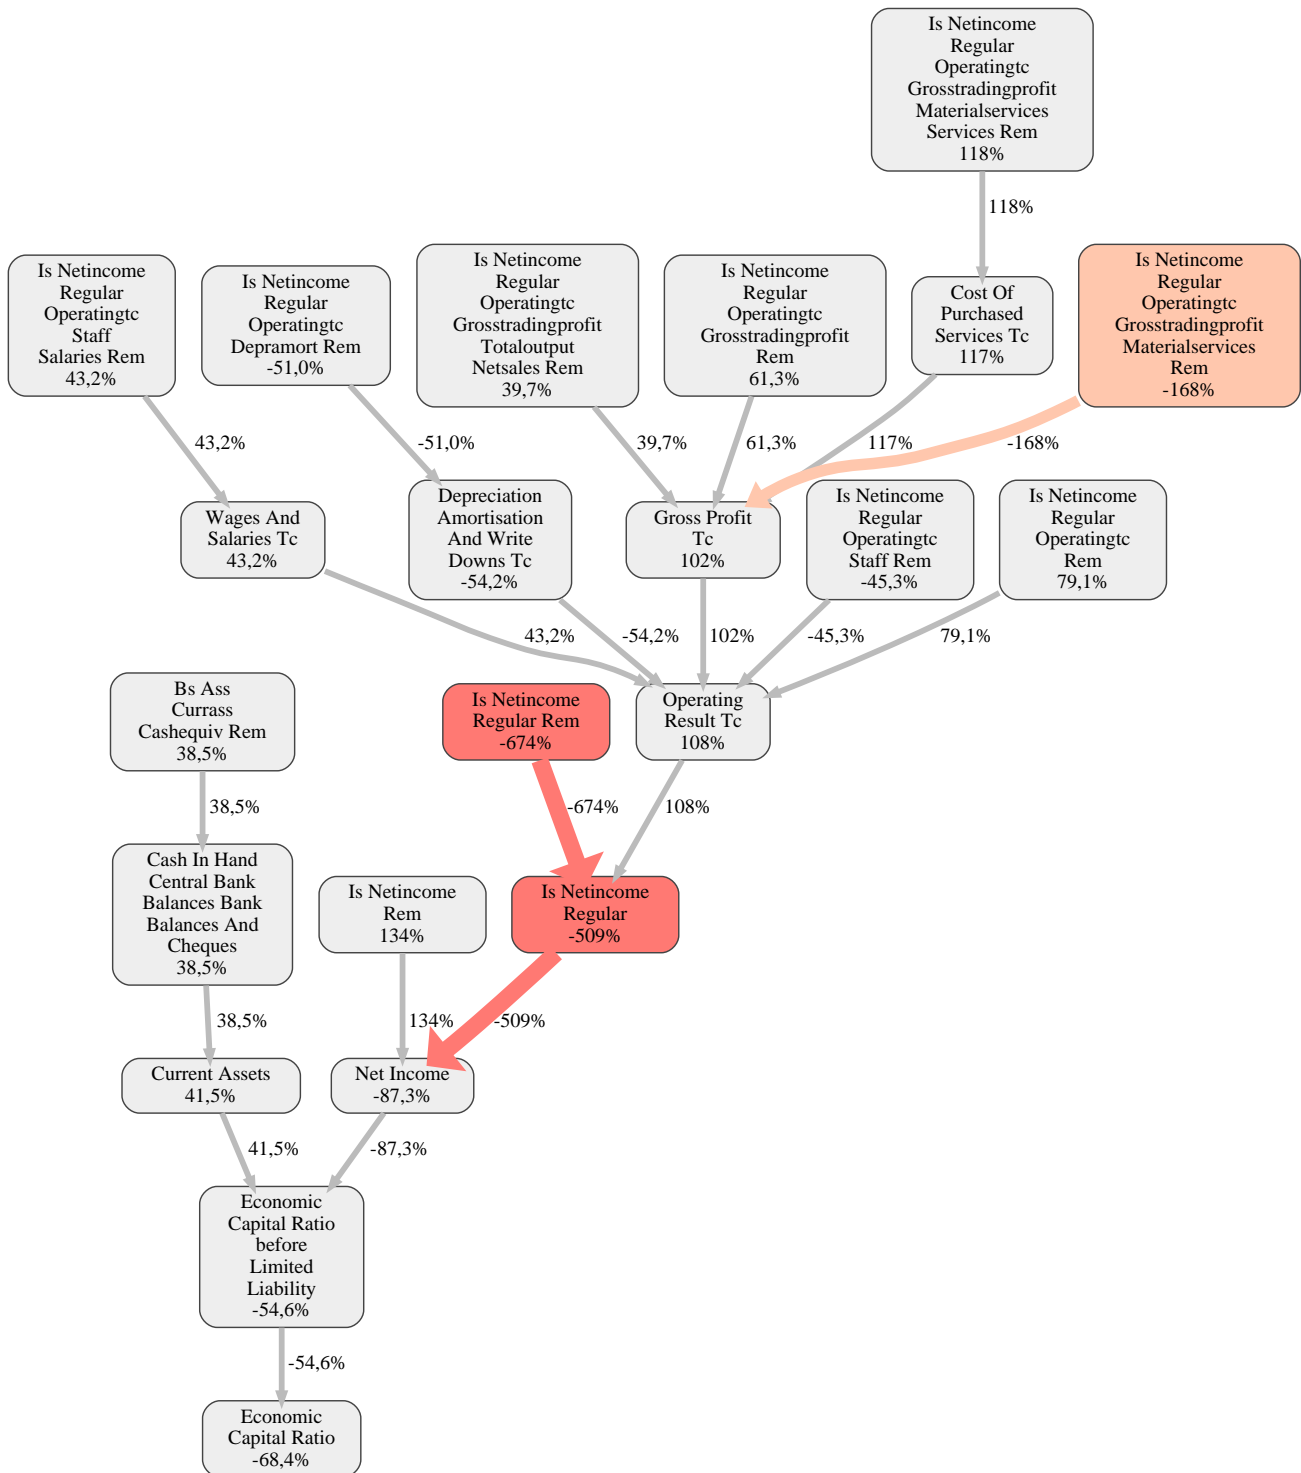 Is Netincome
Regular
Operatingtc
Grosstradingprofit
Materialservices
Services Rem
118%
118%
Is Netincome
Regular
Operatingtc
Staff
Salaries Rem
43,2%
Is Netincome
Regular
Operatingtc
Depramort Rem
-51,0%
Is Netincome
Regular
Operatingtc
Grosstradingprofit
Totaloutput
Netsales Rem
39,7%
Is Netincome
Regular
Operatingtc
Grosstradingprofit
Rem
61,3%
Cost Of
Purchased
Services Tc
117%
Is Netincome
Regular
Operatingtc
Grosstradingprofit
Materialservices
Rem
-168%
43,2%
-51,0%
39,7%
61,3%
117%
-168%
Wages And
Salaries Tc
43,2%
Depreciation
Amortisation
And Write
Downs Tc
-54,2%
Gross Profit
Tc
102%
Is Netincome
Regular
Operatingtc
Staff Rem
-45,3%
Is Netincome
Regular
Operatingtc
Rem
79,1%
43,2%
-54,2%
102%
-45,3%
79,1%
Bs Ass
Currass
Cashequiv Rem
38,5%
Is Netincome
Regular Rem
-674%
Operating
Result Tc
108%
38,5%
-674%
108%
Cash In Hand
Central Bank
Balances Bank
Balances And
Cheques
38,5%
Is Netincome
Rem
134%
Is Netincome
Regular
-509%
38,5%
134%
-509%
Current Assets
41,5%
Net Income
-87,3%
41,5%
-87,3%
Economic
Capital Ratio
before
Limited
Liability
-54,6%
-54,6%
Economic
Capital Ratio
-68,4%